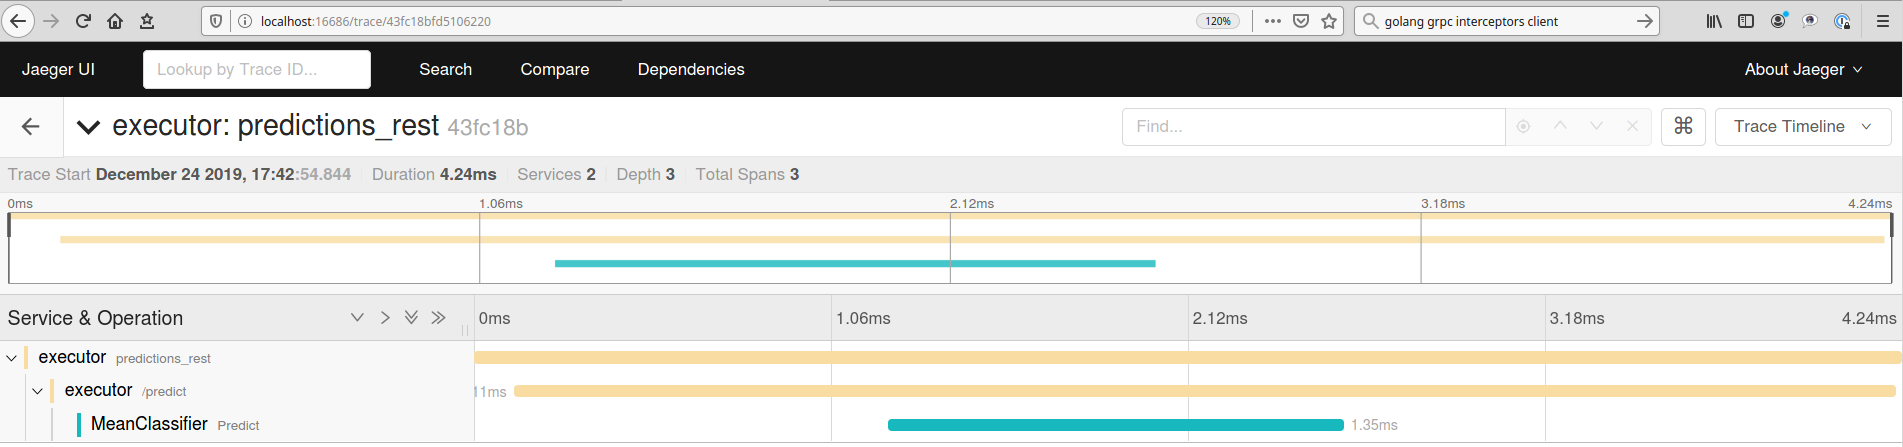 localhost:16686/trace/43fc18bfd5106220 120% golang grpc interceptors client
Jaeger UI Lookup by Trace ID... Search Compare Dependencies About Jaeger
executor: predictions_rest 43fc18b Find... Trace Timeline
Trace Start December 24 2019, 17:42:54.844 Duration 4.24ms Services 2 Depth 3 Total Spans 3
0ms 1.06ms 2.12ms 3.18ms 4.24ms
Service & Operation 0ms 1.06ms 2.12ms 3.18ms 4.24ms
executor predictions_rest
executor /predict 11ms
MeanClassifier Predict 1.35ms